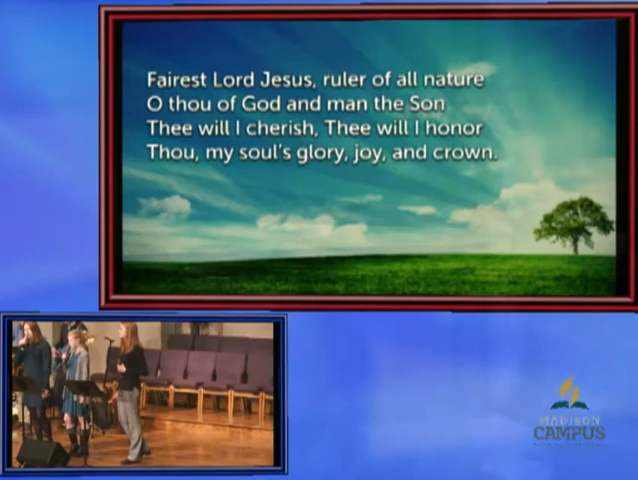 Fairest Lord Jesus, ruler of all nature
O thou of God and man the Son
Thee will I cherish, Thee will I honor
Thou, my soul's glory, joy, and crown.
MADISON
CAMPUS